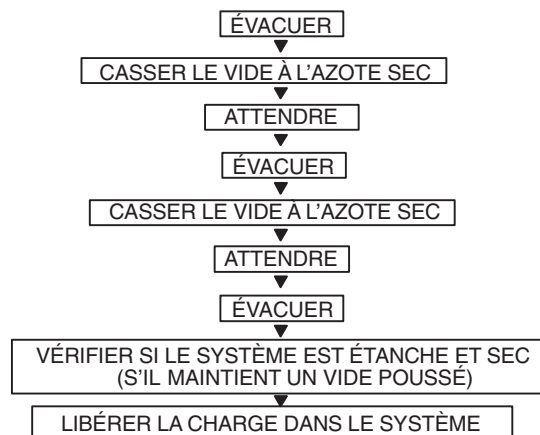 ÉVACUER
CASSER LE VIDE À L'AZOTE SEC
ATTENDRE
ÉVACUER
CASSER LE VIDE À L'AZOTE SEC
ATTENDRE
ÉVACUER
VÉRIFIER SI LE SYSTÈME EST ÉTANCHE ET SEC
(S'IL MAINTIENT UN VIDE POUSSÉ)
LIBÉRER LA CHARGE DANS LE SYSTÈME